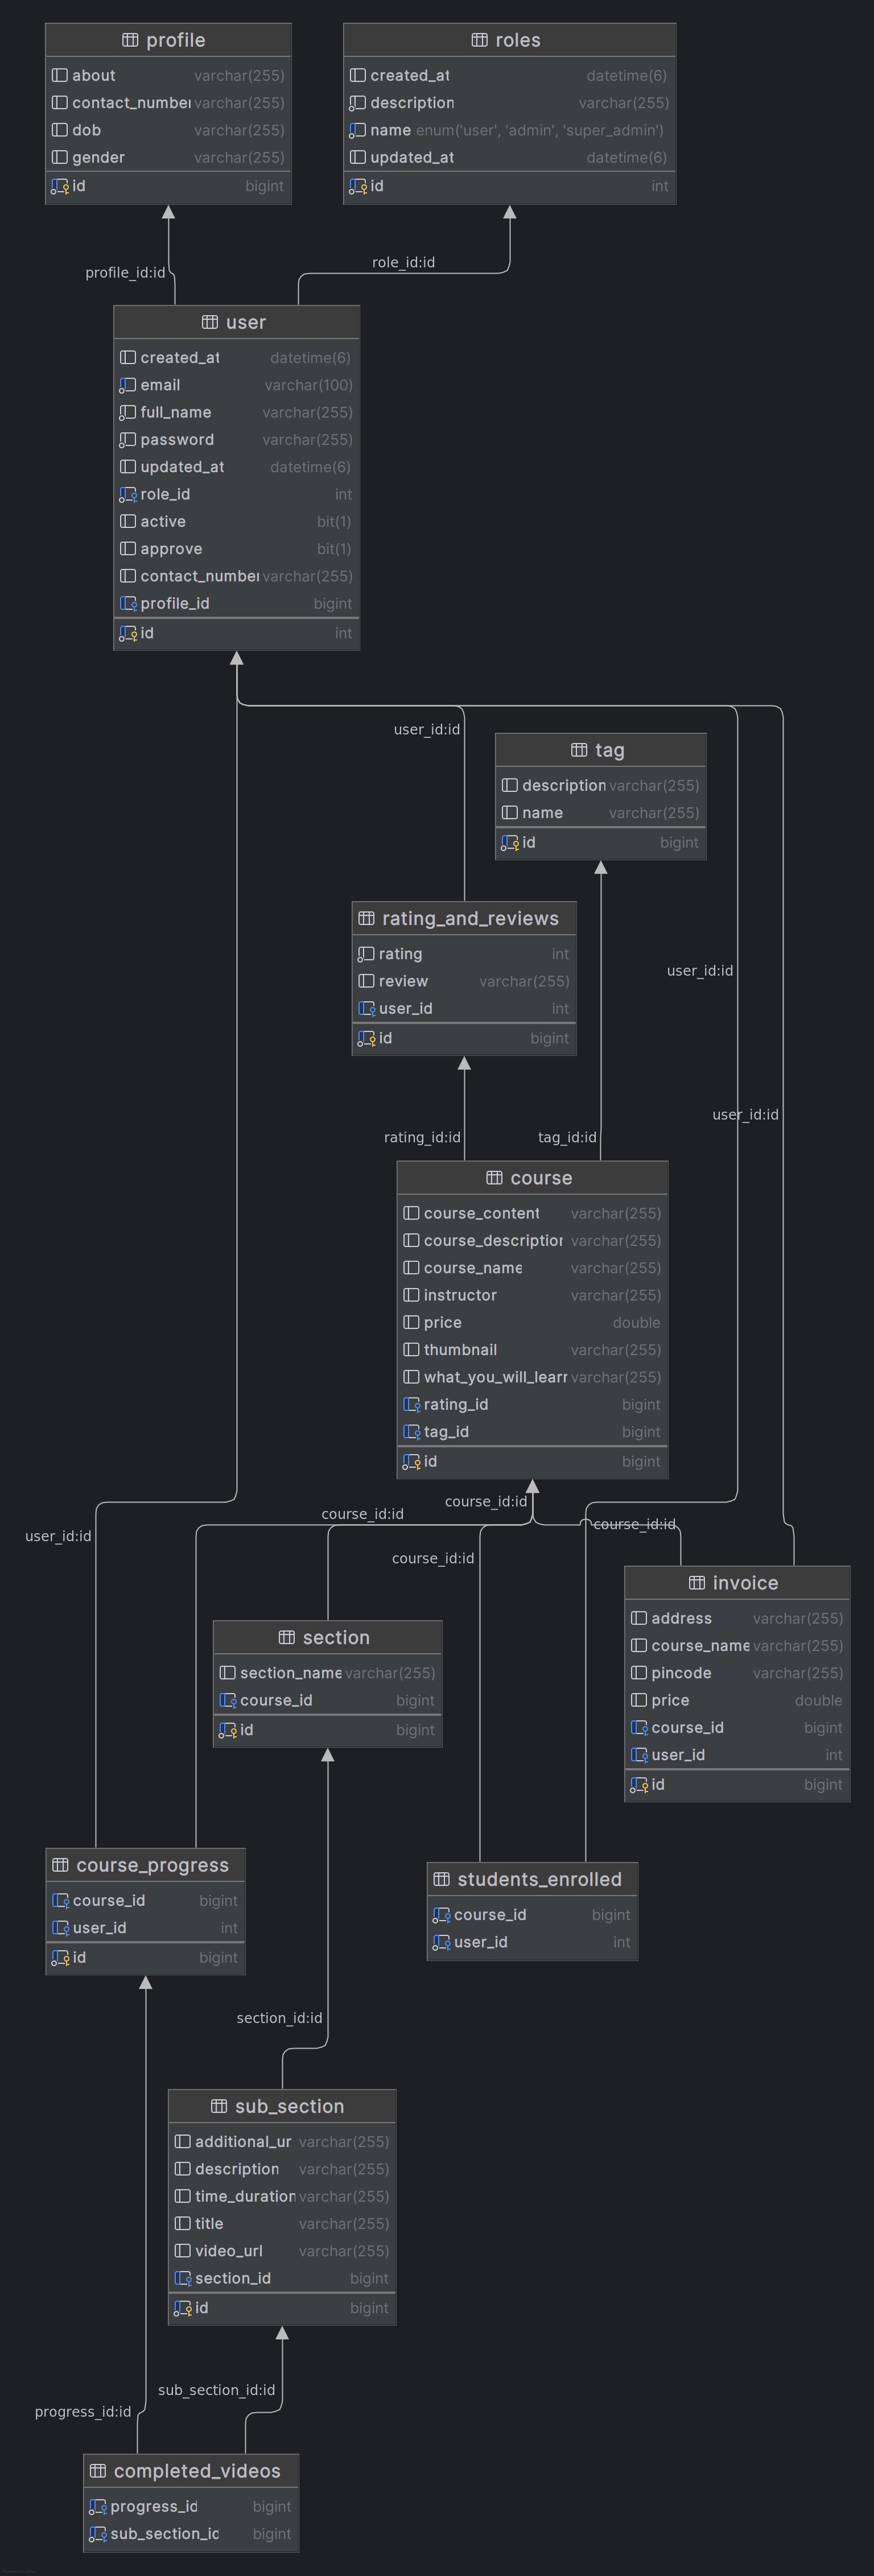 profile
about varchar(255)
contact_number varchar(255)
dob varchar(255)
gender varchar(255)
id bigint
roles
created_at datetime(6)
description varchar(255)
name enum('user', 'admin', 'super_admin')
updated_at datetime(6)
id int
profile_id:id
role_id:id
user
created_at datetime(6)
email varchar(100)
full_name varchar(255)
password varchar(255)
updated_at datetime(6)
role_id int
active bit(1)
approve bit(1)
contact_number varchar(255)
profile_id bigint
id int
user_id:id
tag
description varchar(255)
name varchar(255)
id bigint
rating_and_reviews
rating int
review varchar(255)
user_id int
id bigint
user_id:id
user_id:id
rating_id:id
tag_id:id
course
course_content varchar(255)
course_description varchar(255)
course_name varchar(255)
instructor varchar(255)
price double
thumbnail varchar(255)
what_you_will_learn varchar(255)
rating_id bigint
tag_id bigint
id bigint
course_id:id
course_id:id
course_id:id
user_id:id
course_id:id
invoice
address varchar(255)
course_name varchar(255)
pincode varchar(255)
price double
course_id bigint
user_id int
id bigint
section
section_name varchar(255)
course_id bigint
id bigint
course_progress
course_id bigint
user_id int
id bigint
students_enrolled
course_id bigint
user_id int
section_id:id
sub_section
additional_ur varchar(255)
description varchar(255)
time_duration varchar(255)
title varchar(255)
video_url varchar(255)
section_id bigint
id bigint
sub_section_id:id
progress_id:id
completed_videos
progress_id bigint
sub_section_id bigint